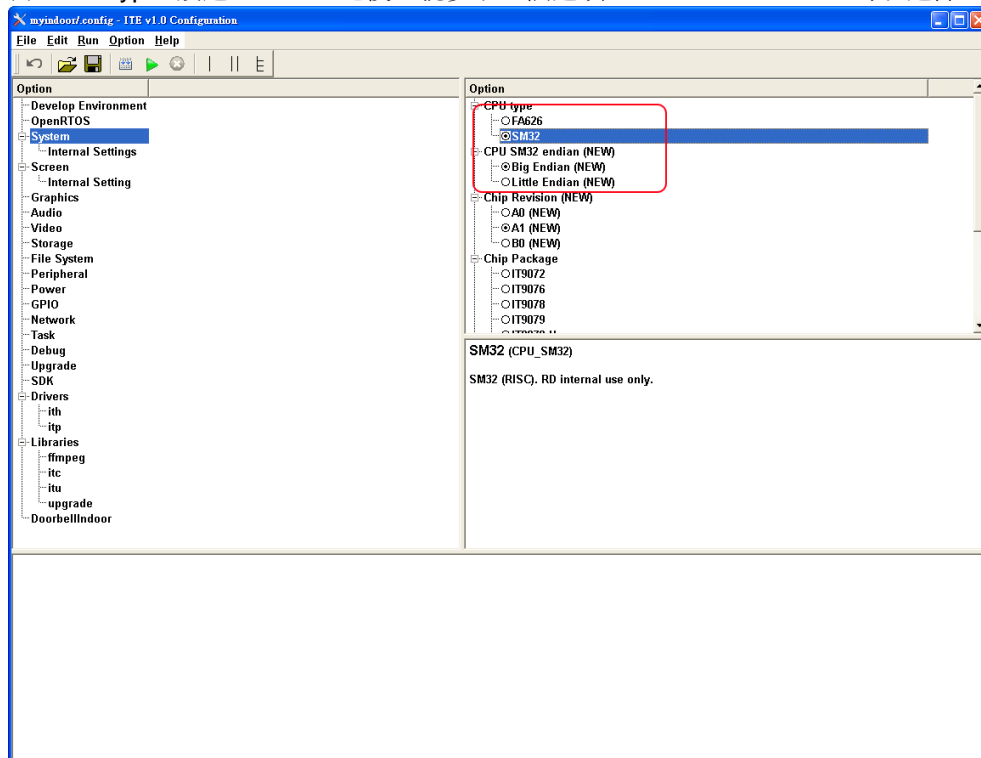 myindoor/.config - ITE v1.0 Configuration
File Edit Run Option Help
Option
Develop Environment
OpenRTOS
System
Internal Settings
Screen
Internal Setting
Graphics
Audio
Video
Storage
File System
Peripheral
Power
GPIO
Network
Task
Debug
Upgrade
SDK
Drivers
ith
itp
Libraries
ffmpeg
itc
itu
upgrade
DoorbellIndoor
Option
CPU type
FA626
SM32
CPU SM32 endian (NEW)
Big Endian (NEW)
Little Endian (NEW)
Chip Revision (NEW)
A0 (NEW)
A1 (NEW)
B0 (NEW)
Chip Package
IT9072
IT9076
IT9078
IT9079
SM32 (CPU_SM32)
SM32 (RISC). RD internal use only.